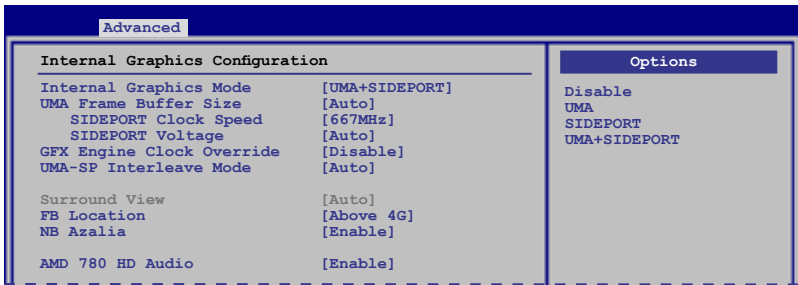 Advanced
Internal Graphics Configuration
Internal Graphics Mode [UMA+SIDEPORT]
UMA Frame Buffer Size [Auto]
SIDEPORT Clock Speed [667MHz]
SIDEPORT Voltage [Auto]
GFX Engine Clock Override [Disable]
UMA-SP Interleave Mode [Auto]
Surround View [Auto]
FB Location [Above 4G]
NB Azalia [Enable]
AMD 780 HD Audio [Enable]
Options
Disable
UMA
SIDEPORT
UMA+SIDEPORT